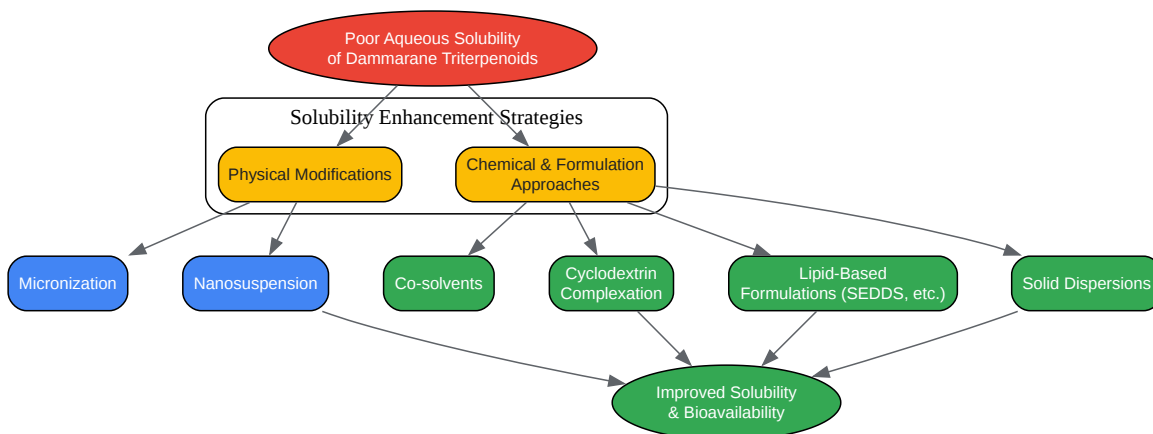 Poor Aqueous Solubility
of Dammarane Triterpenoids
Solubility Enhancement Strategies
Physical Modifications
Chemical & Formulation
Approaches
Micronization
Nanosuspension
Co-solvents
Cyclodextrin
Complexation
Lipid-Based
Formulations (SEDDS, etc.)
Solid Dispersions
Improved Solubility
& Bioavailability